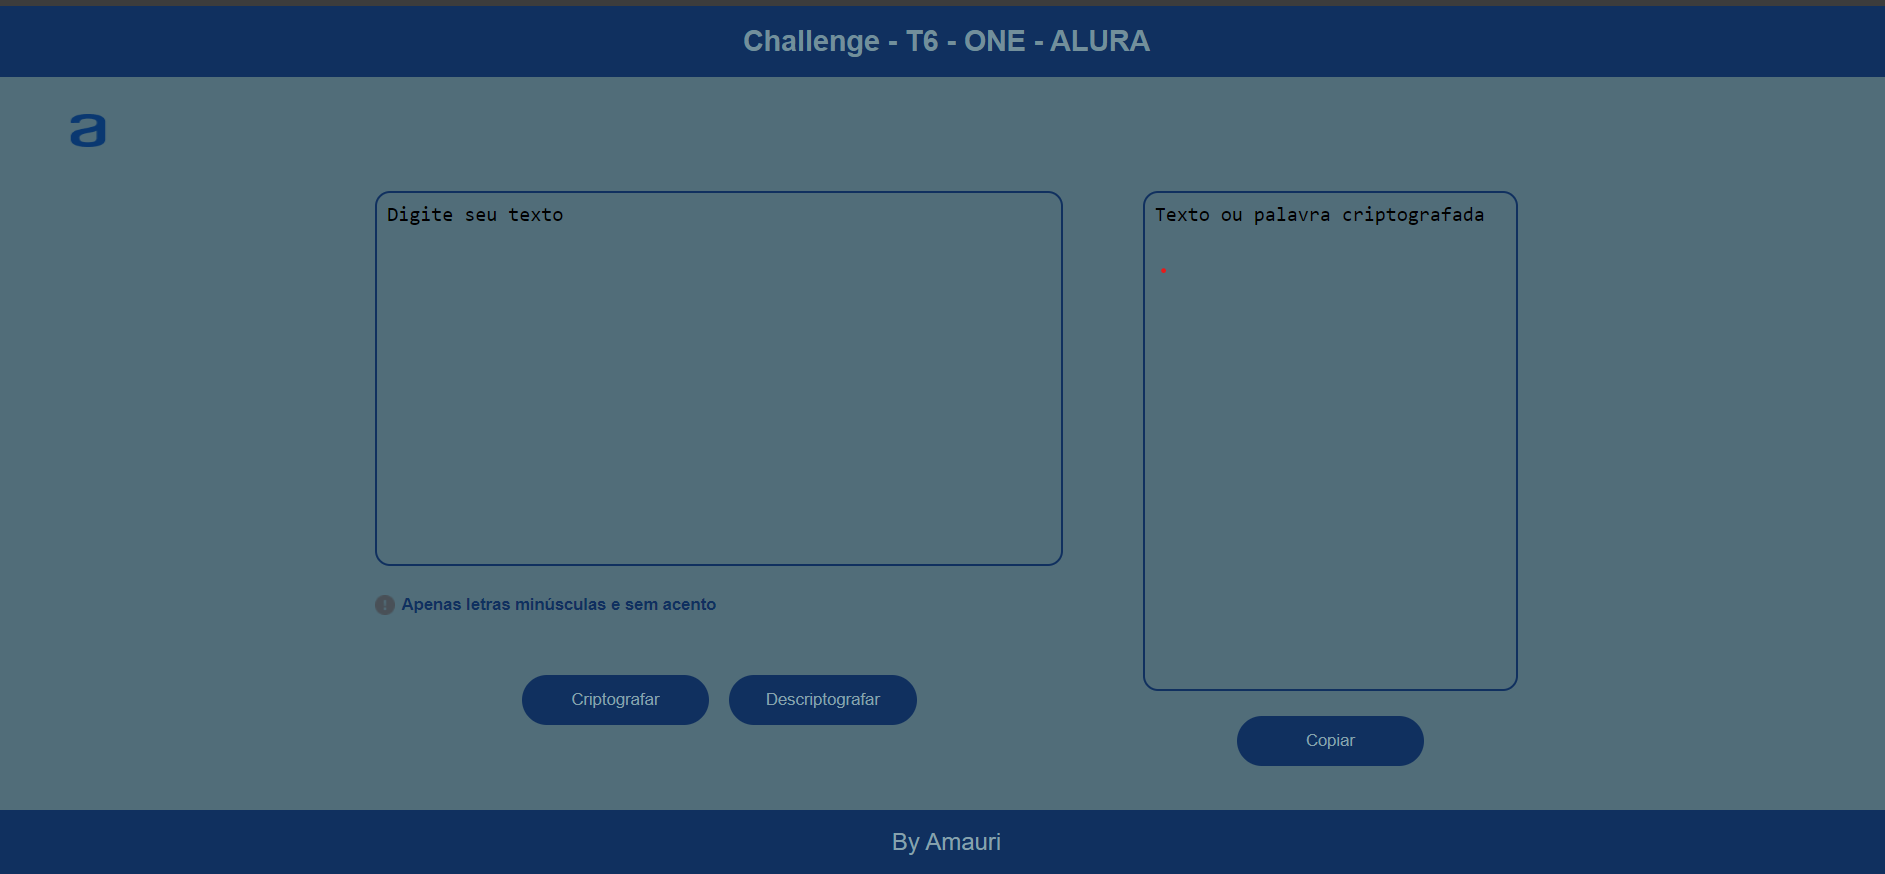 Challenge - T6 - ONE - ALURA
a
Digite seu texto
Texto ou palavra criptografada
! Apenas letras minúsculas e sem acento
Criptografar
Descriptografar
Copiar
By Amauri